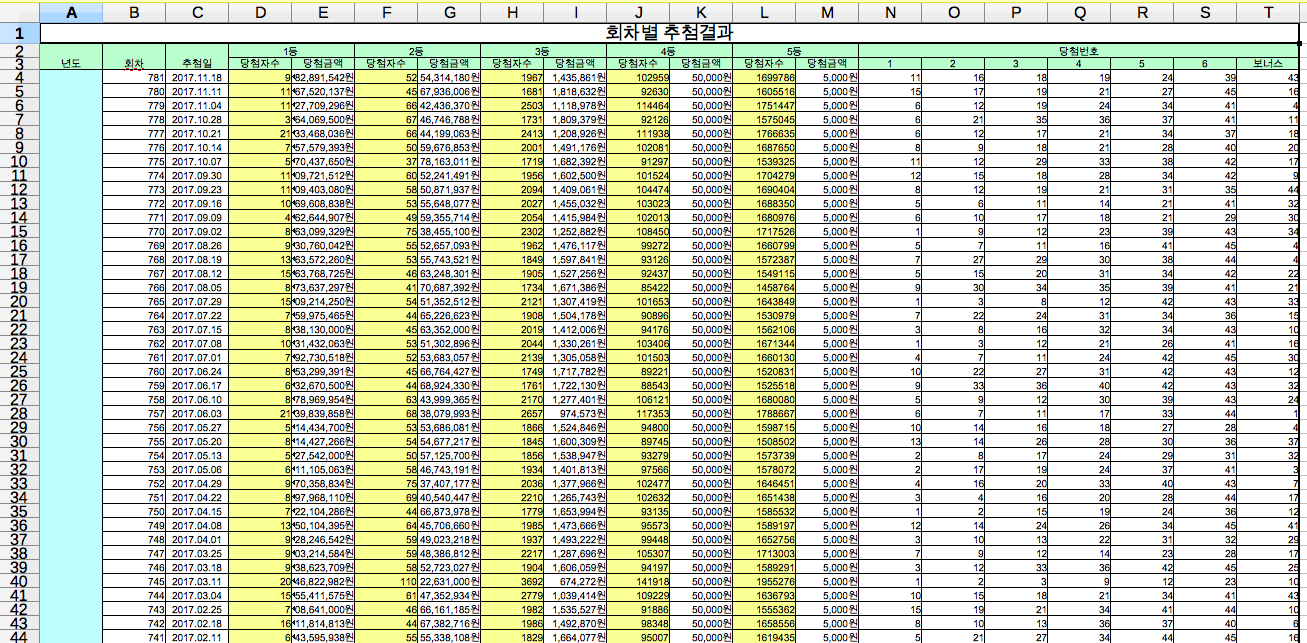 A B C D E F G H I J K L M N O P Q R S T
1 회차별 추첨결과
2 1등 2등 3등 4등 5등 당첨번호
3 년도 회차 추첨일 당첨자수 당첨금액 당첨자수 당첨금액 당첨자수 당첨금액 당첨자수 당첨금액 당첨자수 당첨금액 1 2 3 4 5 6 보너스
4 781 2017.11.18 9 82,891,542원 52 54,314,180원 1967 1,435,861원 102959 50,000원 1699786 5,000원 11 16 18 19 24 39 43
5 780 2017.11.11 11 67,520,137원 45 67,936,006원 1681 1,818,632원 92630 50,000원 1605516 5,000원 15 17 19 21 27 45 16
6 779 2017.11.04 11 27,709,296원 66 42,436,370원 2503 1,118,978원 114464 50,000원 1751447 5,000원 6 12 19 24 34 41 4
7 778 2017.10.28 3 64,069,500원 67 46,746,788원 1731 1,809,379원 92126 50,000원 1575045 5,000원 6 21 35 36 37 41 11
8 777 2017.10.21 21 33,468,036원 66 44,199,063원 2413 1,208,926원 111938 50,000원 1766635 5,000원 6 12 17 21 34 37 18
9 776 2017.10.14 7 57,579,393원 50 59,676,853원 2001 1,491,176원 102081 50,000원 1687650 5,000원 8 9 18 21 28 40 20
10 775 2017.10.07 5 70,437,650원 37 78,163,011원 1719 1,682,392원 91297 50,000원 1539325 5,000원 11 12 29 33 38 42 17
11 774 2017.09.30 11 09,721,512원 60 52,241,491원 1956 1,602,500원 101524 50,000원 1704279 5,000원 12 15 18 28 34 42 9
12 773 2017.09.23 11 09,403,080원 58 50,871,937원 2094 1,409,061원 104474 50,000원 1690404 5,000원 8 12 19 21 31 35 44
13 772 2017.09.16 10 69,608,838원 53 55,648,077원 2027 1,455,032원 103023 50,000원 1688350 5,000원 5 6 11 14 21 41 32
14 771 2017.09.09 4 62,644,907원 49 59,355,714원 2054 1,415,984원 102013 50,000원 1680976 5,000원 6 10 17 18 21 29 30
15 770 2017.09.02 8 63,099,329원 75 38,455,100원 2302 1,252,882원 108450 50,000원 1717526 5,000원 1 9 12 23 39 43 34
16 769 2017.08.26 9 30,760,042원 55 52,657,093원 1962 1,476,117원 99272 50,000원 1660799 5,000원 5 7 11 16 41 45 4
17 768 2017.08.19 13 63,572,260원 53 55,743,521원 1849 1,597,841원 93126 50,000원 1572387 5,000원 7 27 29 30 38 44 4
18 767 2017.08.12 15 63,768,725원 46 63,248,301원 1905 1,527,256원 92437 50,000원 1549115 5,000원 5 15 20 31 34 42 22
19 766 2017.08.05 8 73,637,297원 41 70,687,392원 1734 1,671,386원 85422 50,000원 1458764 5,000원 9 30 34 35 39 41 21
20 765 2017.07.29 15 09,214,250원 54 51,352,512원 2121 1,307,419원 101653 50,000원 1643849 5,000원 1 3 8 12 42 43 33
21 764 2017.07.22 7 59,975,465원 44 65,226,623원 1908 1,504,178원 90896 50,000원 1530979 5,000원 7 22 24 31 34 36 15
22 763 2017.07.15 8 38,130,000원 45 63,352,000원 2019 1,412,006원 94176 50,000원 1562106 5,000원 3 8 16 32 34 43 10
23 762 2017.07.08 10 31,432,063원 53 51,302,896원 2044 1,330,261원 103406 50,000원 1671344 5,000원 1 3 12 21 26 41 16
24 761 2017.07.01 7 92,730,518원 52 53,683,057원 2139 1,305,058원 101503 50,000원 1660130 5,000원 4 7 11 24 42 45 30
25 760 2017.06.24 8 53,299,391원 45 66,764,427원 1749 1,717,782원 89221 50,000원 1520831 5,000원 10 22 27 31 42 43 12
26 759 2017.06.17 6 32,670,500원 44 68,924,330원 1761 1,722,130원 88543 50,000원 1525518 5,000원 9 33 36 40 42 43 32
27 758 2017.06.10 8 78,969,954원 63 43,999,365원 2170 1,277,401원 106121 50,000원 1680080 5,000원 5 9 12 30 39 43 24
28 757 2017.06.03 21 39,839,858원 68 38,079,993원 2657 974,573원 117353 50,000원 1788667 5,000원 6 7 11 17 33 44 1
29 756 2017.05.27 5 14,434,700원 53 53,686,081원 1866 1,524,846원 94800 50,000원 1598715 5,000원 10 14 16 18 27 28 4
30 755 2017.05.20 8 14,427,266원 54 54,677,217원 1845 1,600,309원 89745 50,000원 1508502 5,000원 13 14 26 28 30 36 37
31 754 2017.05.13 5 27,542,000원 50 57,125,700원 1856 1,538,947원 93279 50,000원 1573739 5,000원 2 8 17 24 29 31 32
32 753 2017.05.06 6 11,105,063원 58 46,743,191원 1934 1,401,813원 97566 50,000원 1578072 5,000원 2 17 19 24 37 41 3
33 752 2017.04.29 9 70,358,834원 75 37,407,177원 2036 1,377,966원 102477 50,000원 1646451 5,000원 4 16 20 33 40 43 7
34 751 2017.04.22 8 97,968,110원 69 40,540,447원 2210 1,265,743원 102632 50,000원 1651438 5,000원 3 4 16 20 28 44 17
35 750 2017.04.15 7 22,104,286원 44 66,873,978원 1779 1,653,994원 93135 50,000원 1585532 5,000원 1 2 15 19 24 36 12
36 749 2017.04.08 13 50,104,395원 64 45,706,660원 1985 1,473,666원 95573 50,000원 1589197 5,000원 12 14 24 26 34 45 41
37 748 2017.04.01 9 28,246,542원 59 49,023,218원 1937 1,493,222원 99448 50,000원 1652756 5,000원 3 10 13 22 31 32 29
38 747 2017.03.25 9 03,214,584원 59 48,386,812원 2217 1,287,696원 105307 50,000원 1713003 5,000원 7 9 12 14 23 28 17
39 746 2017.03.18 9 38,623,709원 58 52,723,027원 1904 1,606,059원 94197 50,000원 1589291 5,000원 3 12 33 36 42 45 25
40 745 2017.03.11 20 46,822,982원 110 22,631,000원 3692 674,272원 141918 50,000원 1955276 5,000원 1 2 3 9 12 23 10
41 744 2017.03.04 15 55,411,575원 61 47,352,934원 2779 1,039,414원 109229 50,000원 1636793 5,000원 10 15 18 21 34 41 43
42 743 2017.02.25 7 08,641,000원 46 66,161,185원 1982 1,535,527원 91886 50,000원 1555362 5,000원 15 19 21 34 41 44 10
43 742 2017.02.18 16 11,814,813원 44 67,382,716원 1986 1,492,870원 98348 50,000원 1658556 5,000원 8 10 13 36 37 40 6
44 741 2017.02.11 6 43,595,938원 55 55,338,108원 1829 1,664,077원 95007 50,000원 1619435 5,000원 5 21 27 34 44 45 16